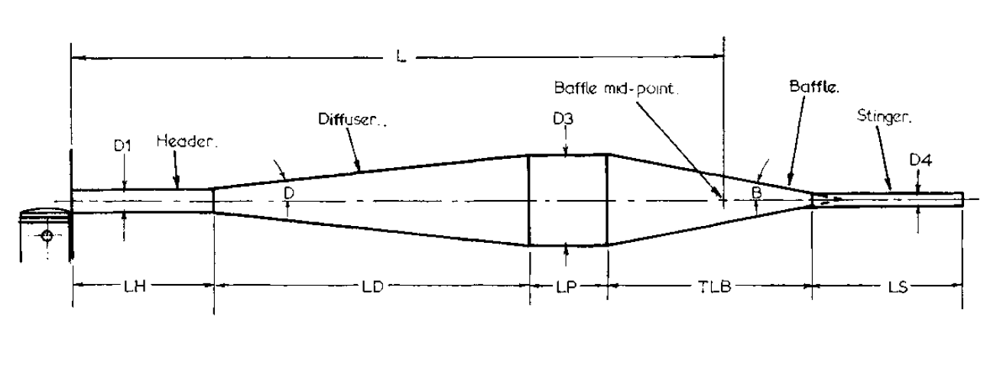 L
Baffle mid-point.
Baffle.
Diffuser..
D3
Stinger.
D1
Header.
D4
D
B
LH
LD
LP
TLB
LS